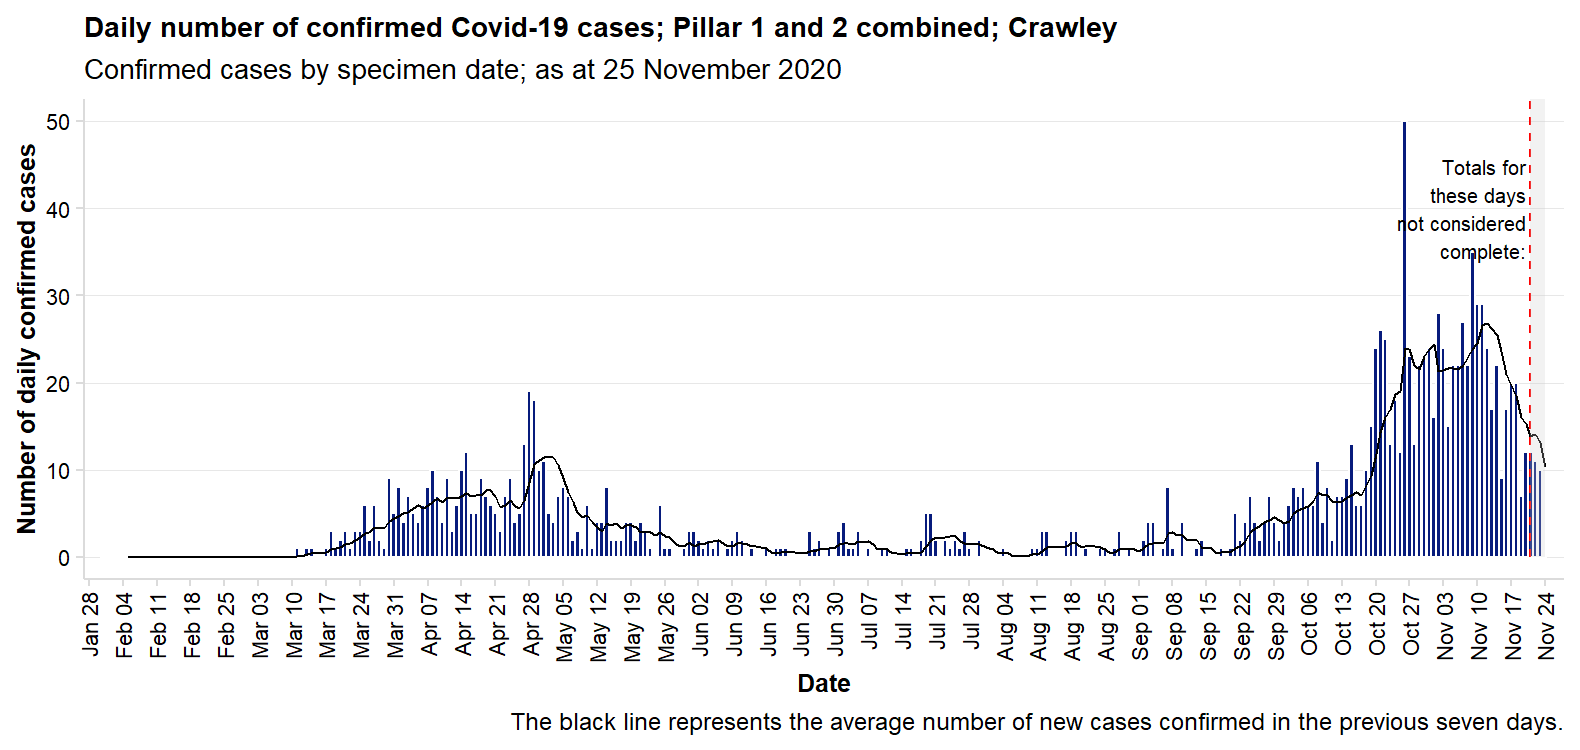 Daily number of confirmed Covid-19 cases; Pillar 1 and 2 combined; Crawley
Confirmed cases by specimen date; as at 25 November 2020
Number of daily confirmed cases
50
40
30
20
10
0
Totals for
these days
not considered
complete:
Jan 28
Feb 04
Feb 11
Feb 18
Feb 25
Mar 03
Mar 10
Mar 17
Mar 24
Mar 31
Apr 07
Apr 14
Apr 21
Apr 28
May 05
May 12
May 19
May 26
Jun 02
Jun 09
Jun 16
Jun 23
Jun 30
Jul 07
Jul 14
Jul 21
Jul 28
Aug 04
Aug 11
Aug 18
Aug 25
Sep 01
Sep 08
Sep 15
Sep 22
Sep 29
Oct 06
Oct 13
Oct 20
Oct 27
Nov 03
Nov 10
Nov 17
Nov 24
Date
The black line represents the average number of new cases confirmed in the previous seven days.